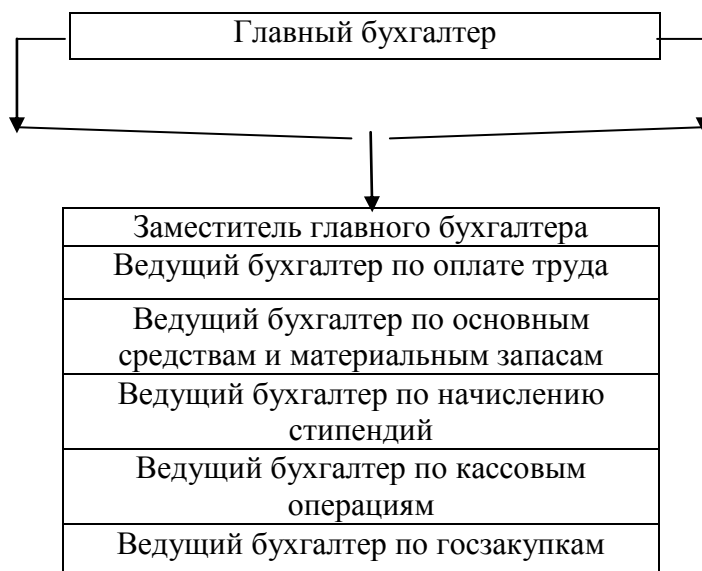 Главный бухгалтер
Заместитель главного бухгалтера
Ведущий бухгалтер по оплате труда
Ведущий бухгалтер по основным
средствам и материальным запасам
Ведущий бухгалтер по начислению
стипендий
Ведущий бухгалтер по кассовым
операциям
Ведущий бухгалтер по госзакупкам